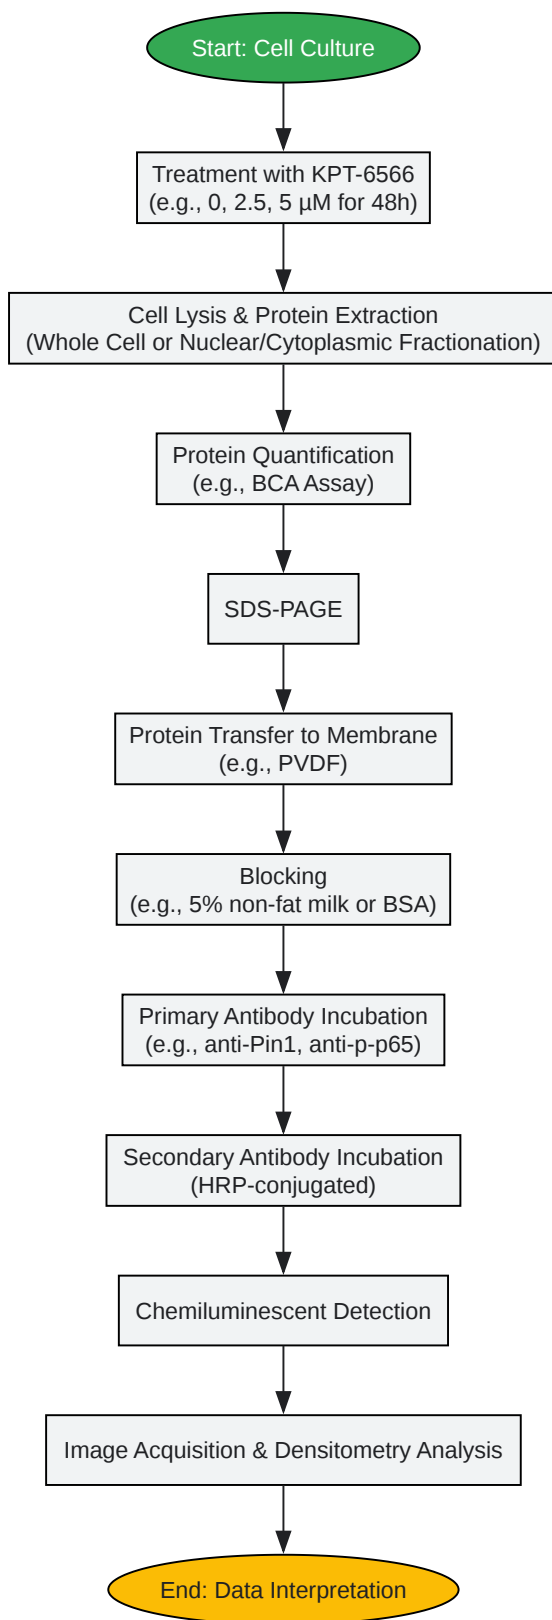 Start: Cell Culture
Treatment with KPT-6566
(e.g., 0, 2.5, 5 µM for 48h)
Cell Lysis & Protein Extraction
(Whole Cell or Nuclear/Cytoplasmic Fractionation)
Protein Quantification
(e.g., BCA Assay)
SDS-PAGE
Protein Transfer to Membrane
(e.g., PVDF)
Blocking
(e.g., 5% non-fat milk or BSA)
Primary Antibody Incubation
(e.g., anti-Pin1, anti-p-p65)
Secondary Antibody Incubation
(HRP-conjugated)
Chemiluminescent Detection
Image Acquisition & Densitometry Analysis
End: Data Interpretation